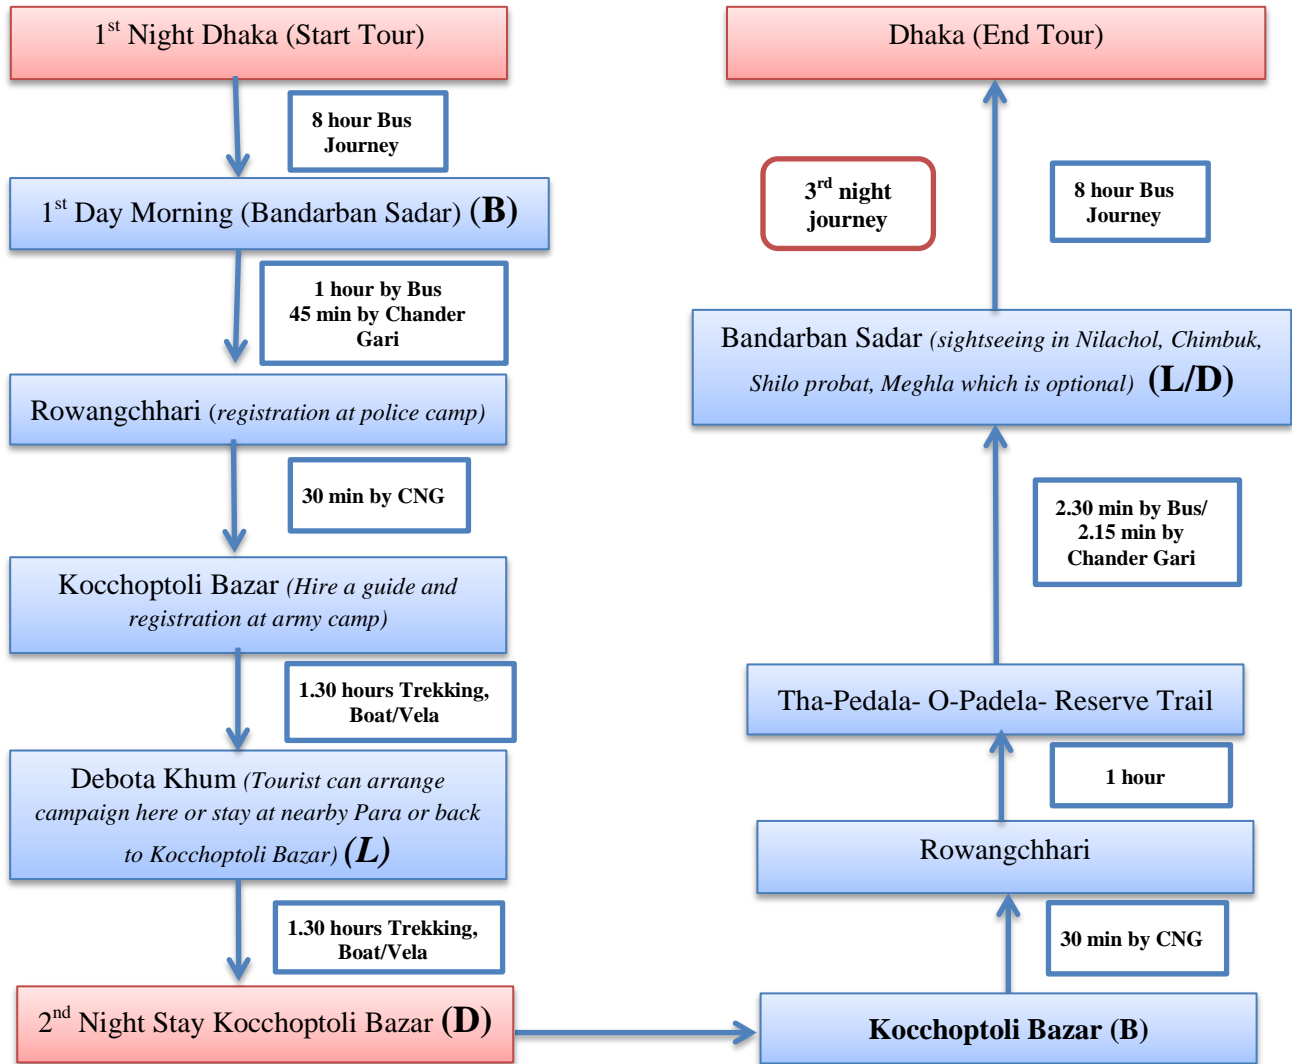 1st Night Dhaka (Start Tour)
8 hour Bus
Journey
1st Day Morning (Bandarban Sadar) (B)
1 hour by Bus
45 min by Chander
Gari
Rowangchhari (registration at police camp)
30 min by CNG
Kocchoptoli Bazar (Hire a guide and
registration at army camp)
1.30 hours Trekking,
Boat/Vela
Debota Khum (Tourist can arrange
campaign here or stay at nearby Para or back
to Kocchoptoli Bazar) (L)
1.30 hours Trekking,
Boat/Vela
2nd Night Stay Kocchoptoli Bazar (D)
Kocchoptoli Bazar (B)
30 min by CNG
Rowangchhari
1 hour
Tha-Pedala- O-Padela- Reserve Trail
2.30 min by Bus/
2.15 min by
Chander Gari
Bandarban Sadar (sightseeing in Nilachol, Chimbuk,
Shilo probat, Meghla which is optional) (L/D)
3rd night
journey
8 hour Bus
Journey
Dhaka (End Tour)